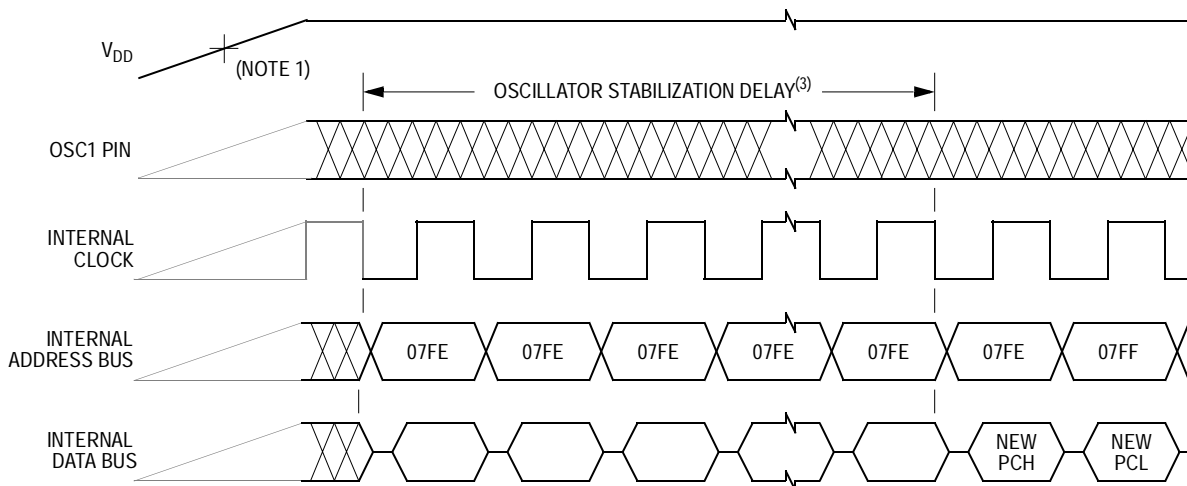 VDD
(NOTE 1)
OSCILLATOR STABILIZATION DELAY(3)
OSC1 PIN
INTERNAL
CLOCK
INTERNAL
ADDRESS BUS
07FE 07FE 07FE 07FE 07FE 07FE 07FF
INTERNAL
DATA BUS
NEW
PCH
NEW
PCL